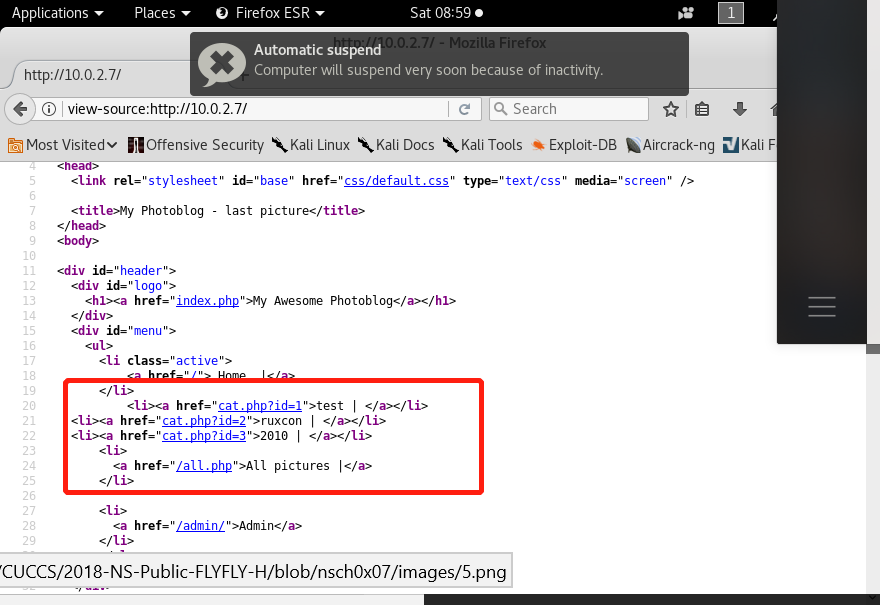 Applications Places Firefox ESR Sat 08:59 1
http://10.0.2.7/ - Mozilla Firefox
Automatic suspend
Computer will suspend very soon because of inactivity.
http://10.0.2.7/
view-source:http://10.0.2.7/ Search
Most Visited Offensive Security Kali Linux Kali Docs Kali Tools Exploit-DB Aircrack-ng Kali F
4 <head>
5 <link rel="stylesheet" id="base" href="css/default.css" type="text/css" media="screen" />
6
7 <title>My Photoblog - last picture</title>
8 </head>
9 <body>
10
11 <div id="header">
12 <div id="logo">
13 <h1><a href="index.php">My Awesome Photoblog</a></h1>
14 </div>
15 <div id="menu">
16 <ul>
17 <li class="active">
18 <a href="/"> Home |</a>
19 </li>
20 <li><a href="cat.php?id=1">test | </a></li>
21 <li><a href="cat.php?id=2">ruxcon | </a></li>
22 <li><a href="cat.php?id=3">2010 | </a></li>
23 <li>
24 <a href="/all.php">All pictures |</a>
25 </li>
26
27 <li>
28 <a href="/admin/">Admin</a>
29 </li>
/CUCCS/2018-NS-Public-FLYFLY-H/blob/nsch0x07/images/5.png